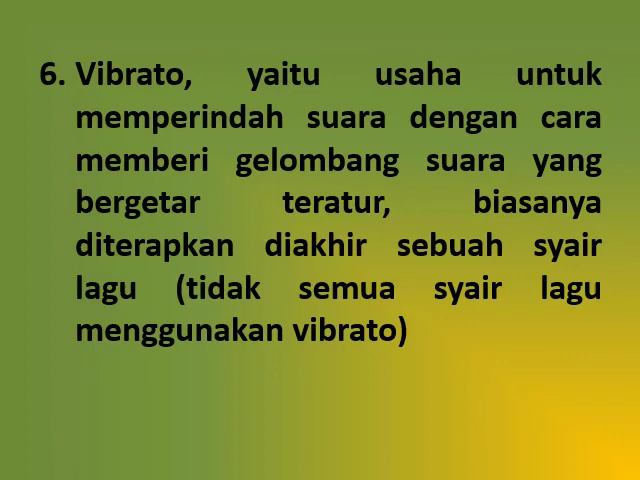 6. Vibrato, yaitu usaha untuk
memperindah suara dengan cara
memberi gelombang suara yang
bergetar teratur, biasanya
diterapkan diakhir sebuah syair
lagu (tidak semua syair lagu
menggunakan vibrato)